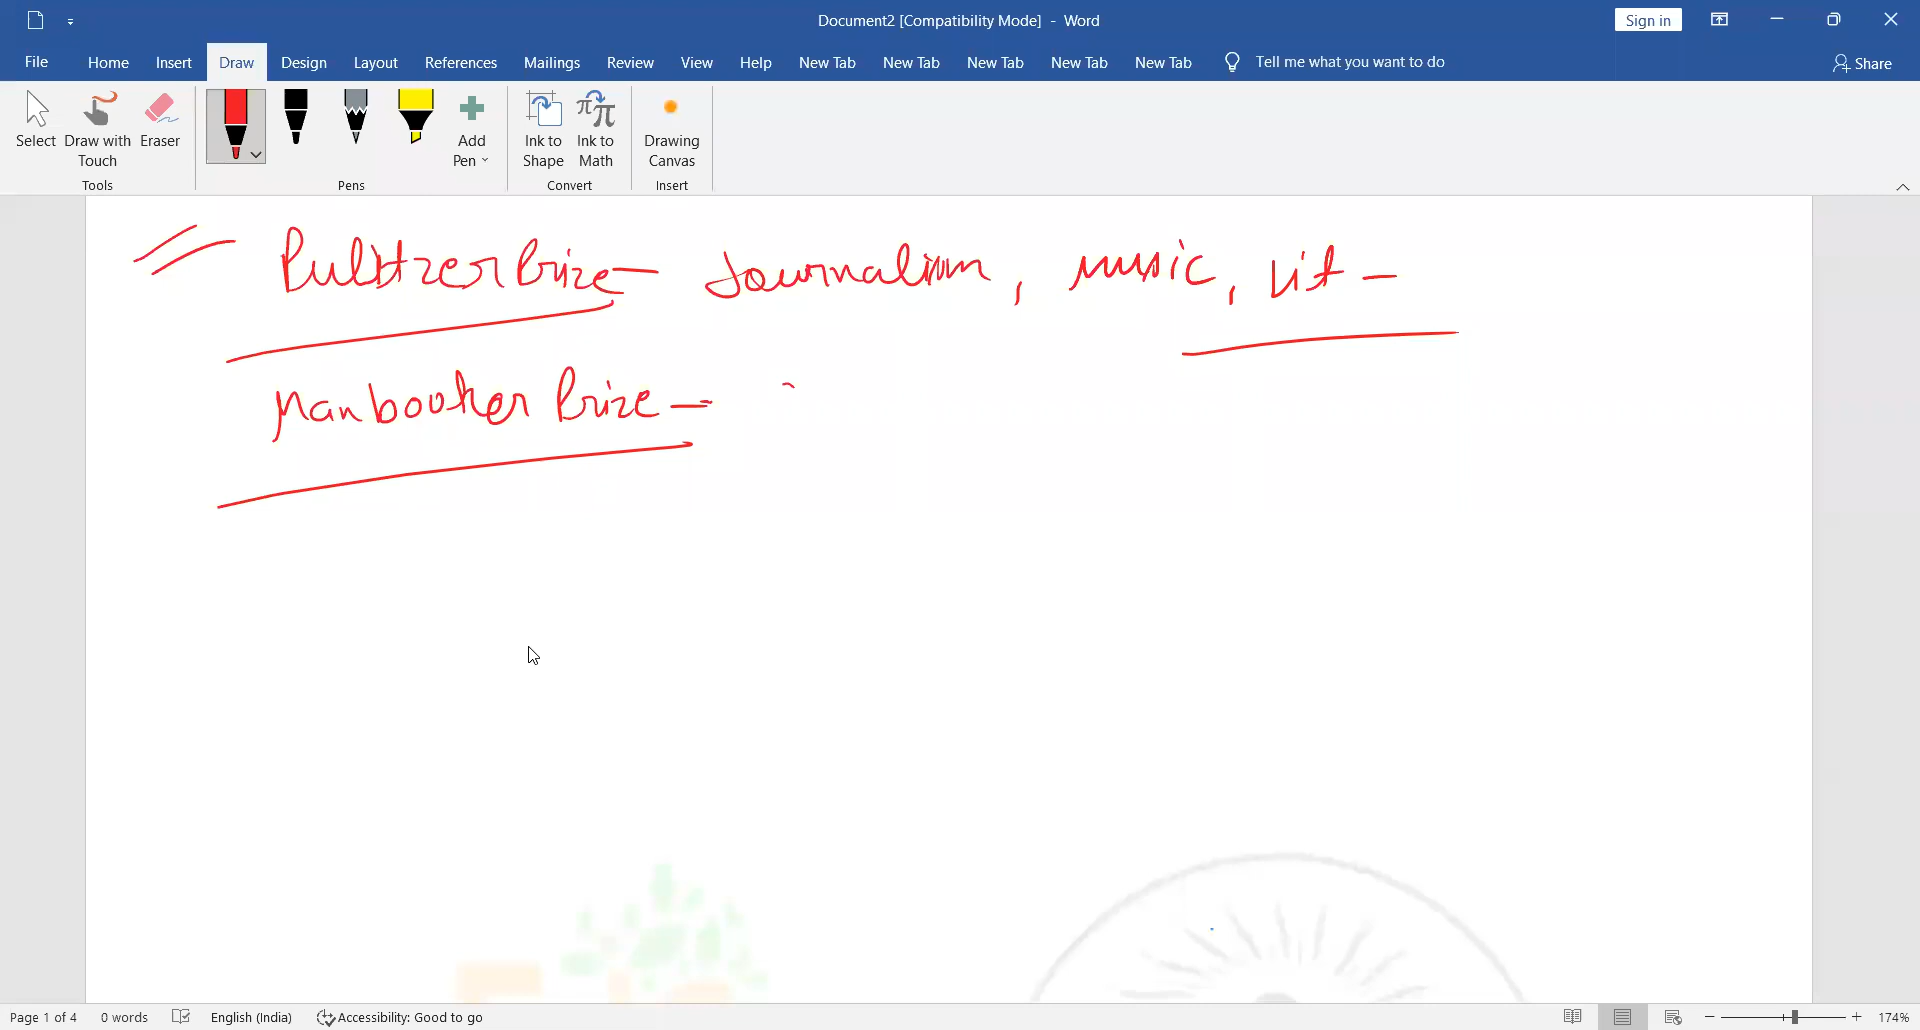 Document2 [Compatibility Mode] - Word
Sign in
File Home Insert Draw Design Layout References Mailings Review View Help New Tab New Tab New Tab New Tab New Tab Tell me what you want to do Share
Select Draw with Touch Eraser Add Pen Ink to Shape Ink to Math Drawing Canvas
Tools Pens Convert Insert
Pulitzer Prize - Journalism, music, Lit -
Manbooker Prize -
Page 1 of 4 0 words English (India) Accessibility: Good to go 174%